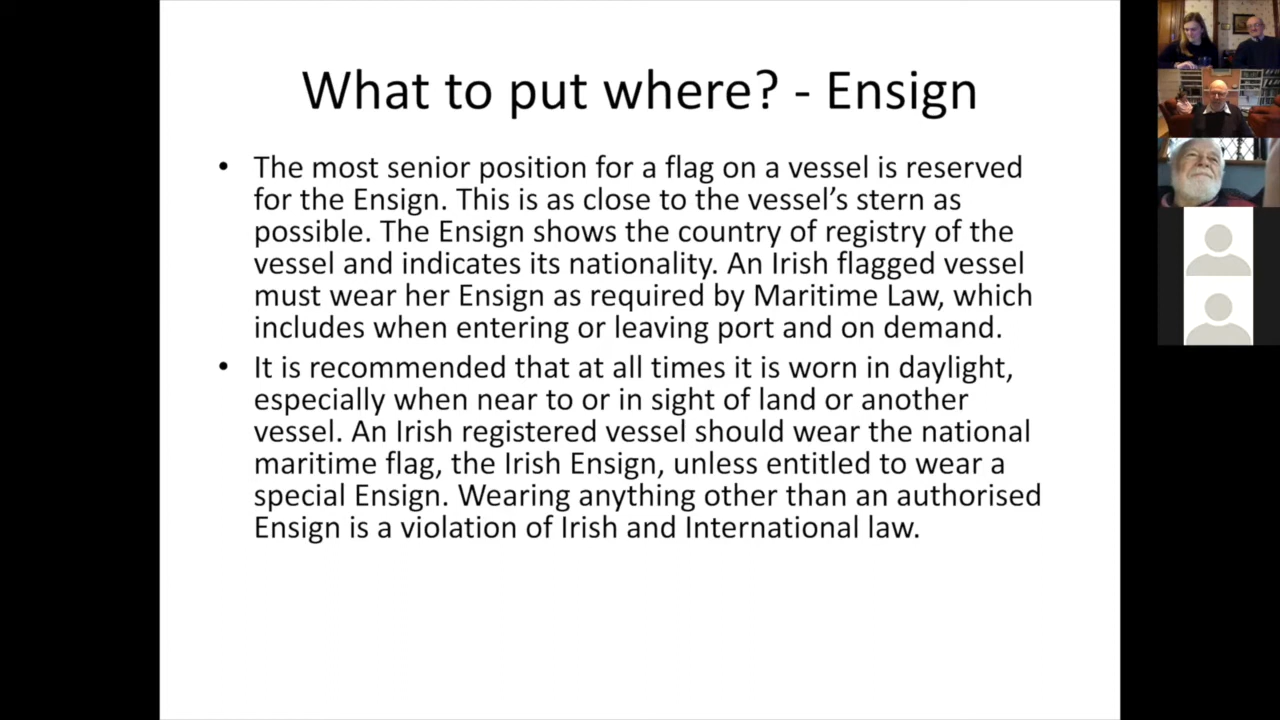 What to put where? - Ensign
• The most senior position for a flag on a vessel is reserved
for the Ensign. This is as close to the vessel’s stern as
possible. The Ensign shows the country of registry of the
vessel and indicates its nationality. An Irish flagged vessel
must wear her Ensign as required by Maritime Law, which
includes when entering or leaving port and on demand.
• It is recommended that at all times it is worn in daylight,
especially when near to or in sight of land or another
vessel. An Irish registered vessel should wear the national
maritime flag, the Irish Ensign, unless entitled to wear a
special Ensign. Wearing anything other than an authorised
Ensign is a violation of Irish and International law.